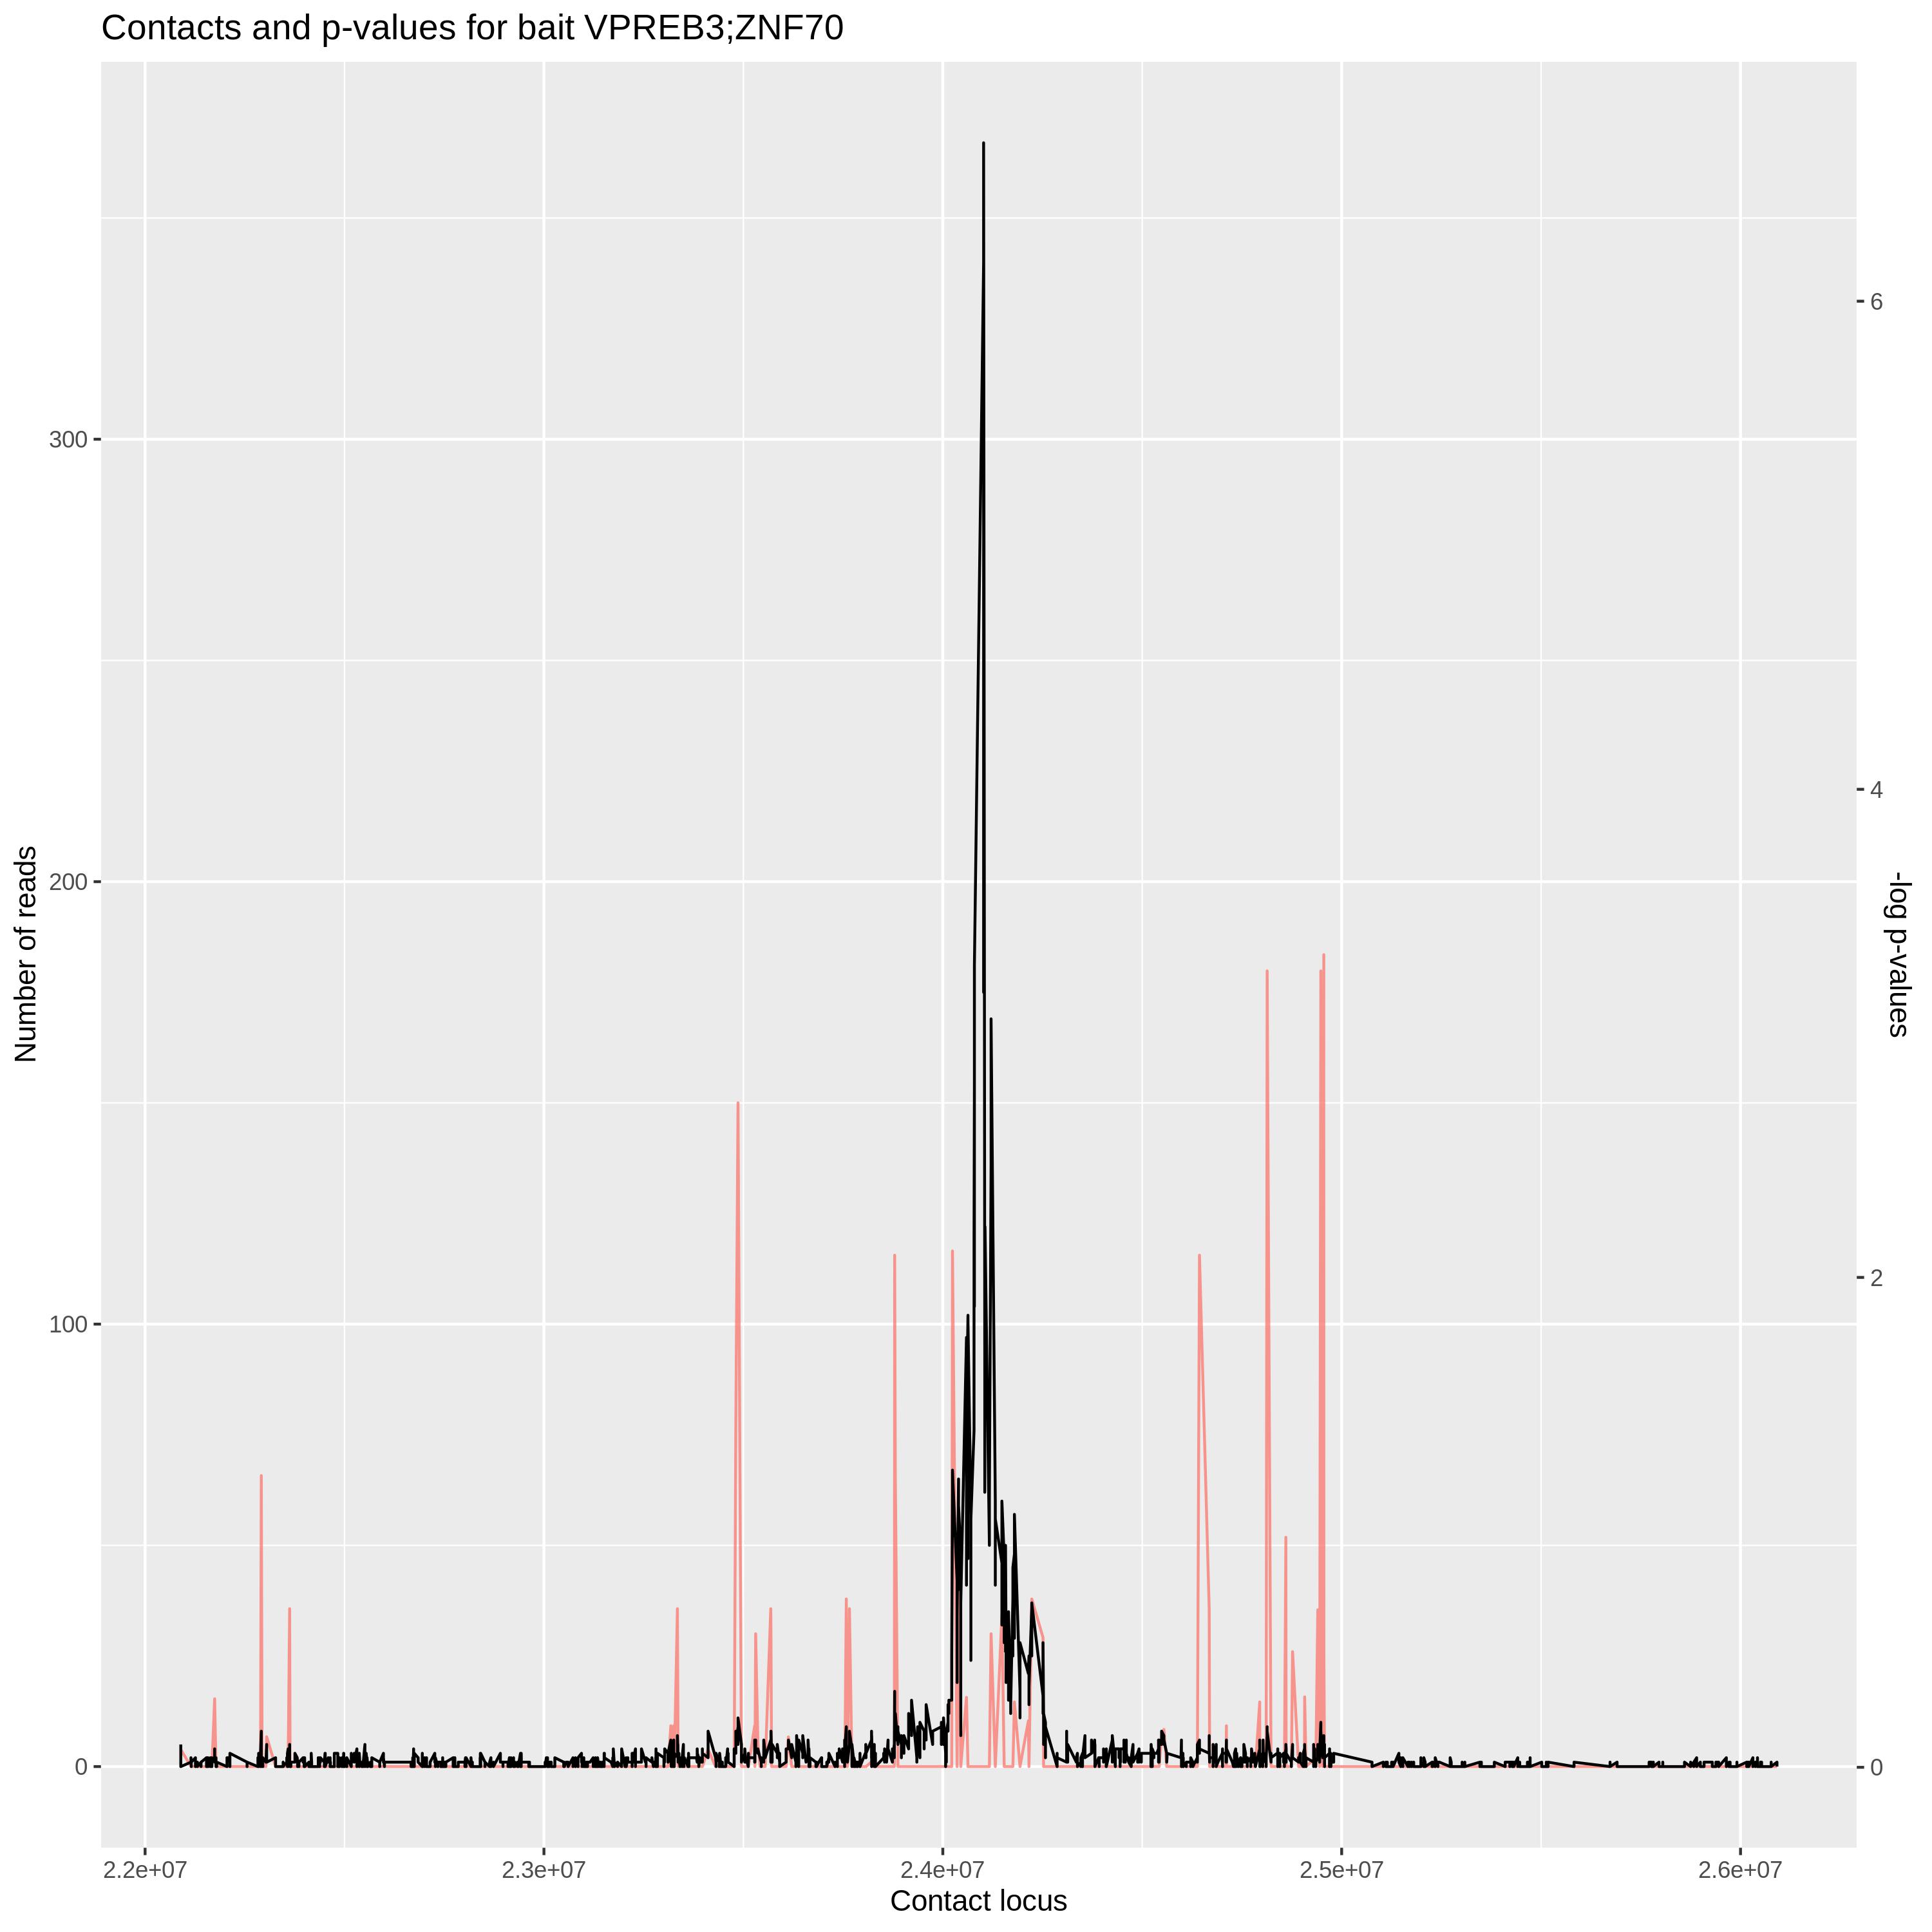 Contacts and p-values for bait VPREB3;ZNF70
Number of reads
300
200
100
0
6
4
2
0
-log p-values
2.2e+07 2.3e+07 2.4e+07 2.5e+07 2.6e+07
Contact locus